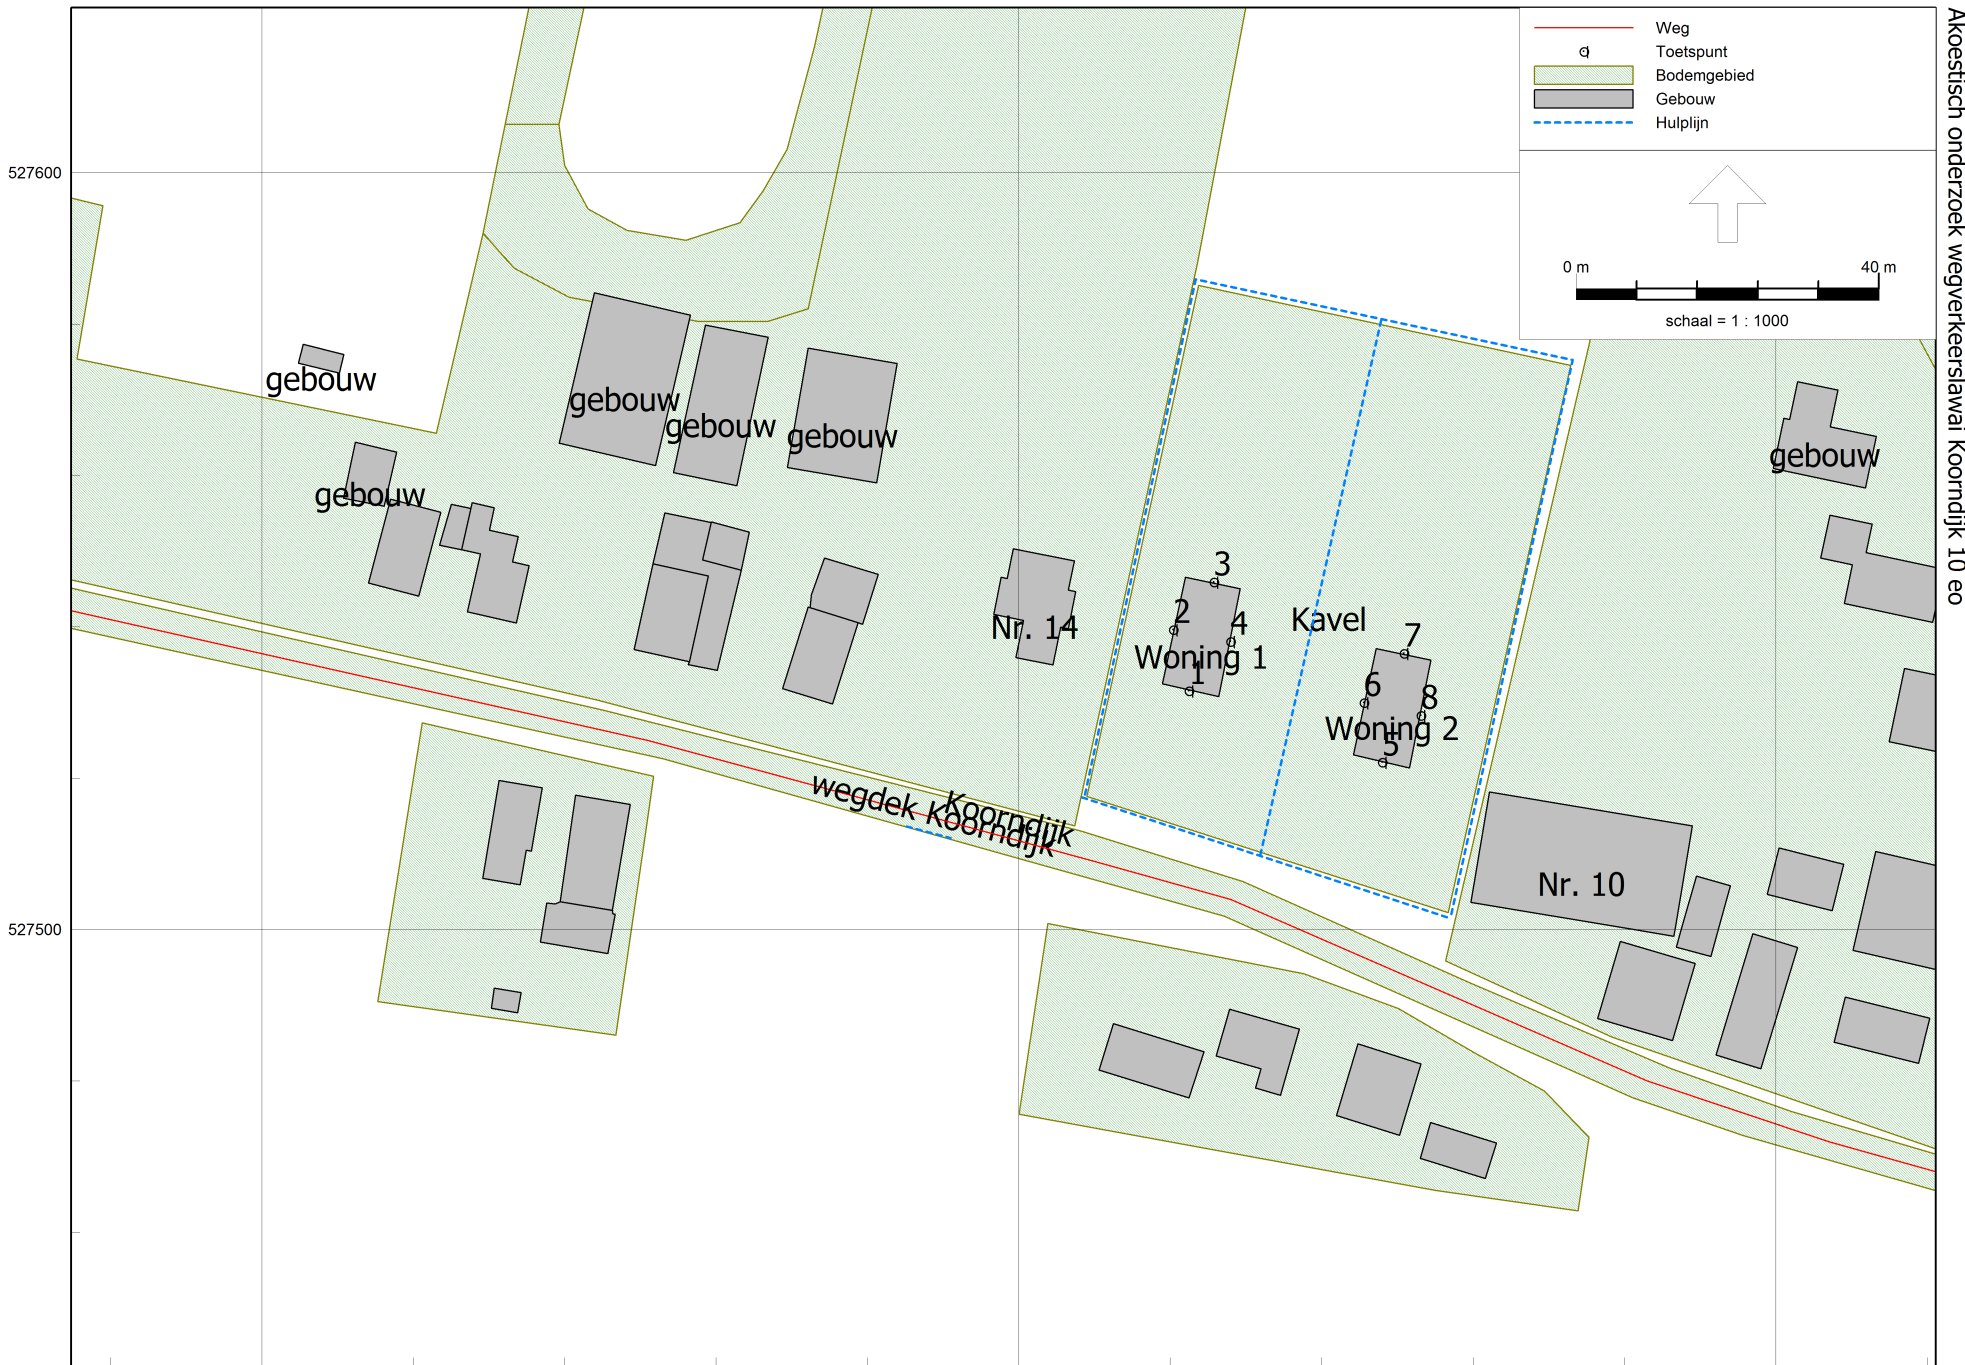 Weg
Toetspunt
Bodemgebied
Gebouw
Hulplijn
0 m 40 m
schaal = 1 : 1000
Akoestisch onderzoek wegverkeerslawai Koorndijk 10 eo
527600
gebouw
gebouw
gebouw
gebouw
gebouw
gebouw
3
2
4
Kavel
Nr. 14
Woning 1
1
7
6
8
Woning 2
5
wegdek Koorndijk
Koorndijk
Nr. 10
527500